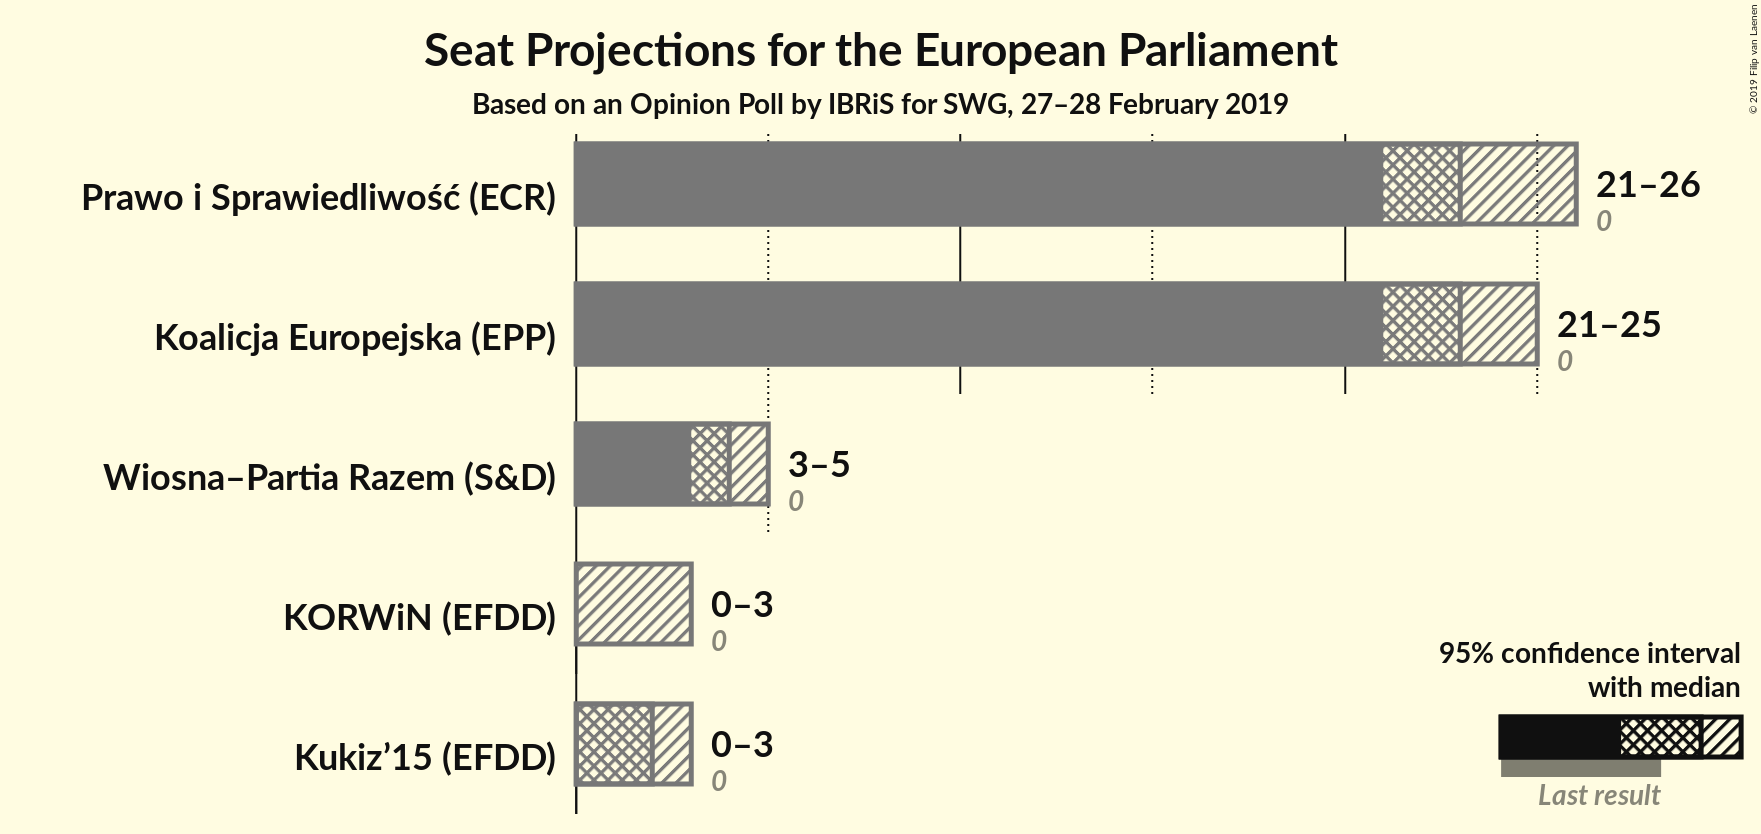 Seat Projections for the European Parliament
Based on an Opinion Poll by IBRiS for SWG, 27–28 February 2019
© 2019 Filip van Laenen
Prawo i Sprawiedliwość (ECR)
21–26
0
Koalicja Europejska (EPP)
21–25
0
Wiosna–Partia Razem (S&D)
3–5
0
KORWiN (EFDD)
0–3
0
Kukiz’15 (EFDD)
0–3
0
95% confidence interval
with median
Last result